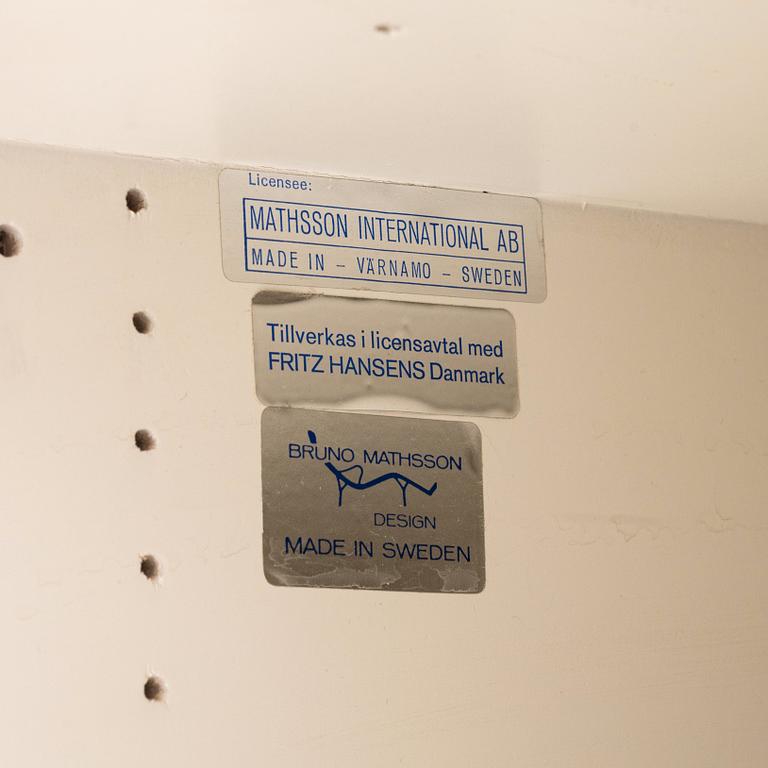 Licensee:
MATHSSON INTERNATIONAL AB
MADE IN – VÄRNAMO – SWEDEN
Tillverkas i licensavtal med
FRITZ HANSENS Danmark
BRUNO MATHSSON
DESIGN
MADE IN SWEDEN